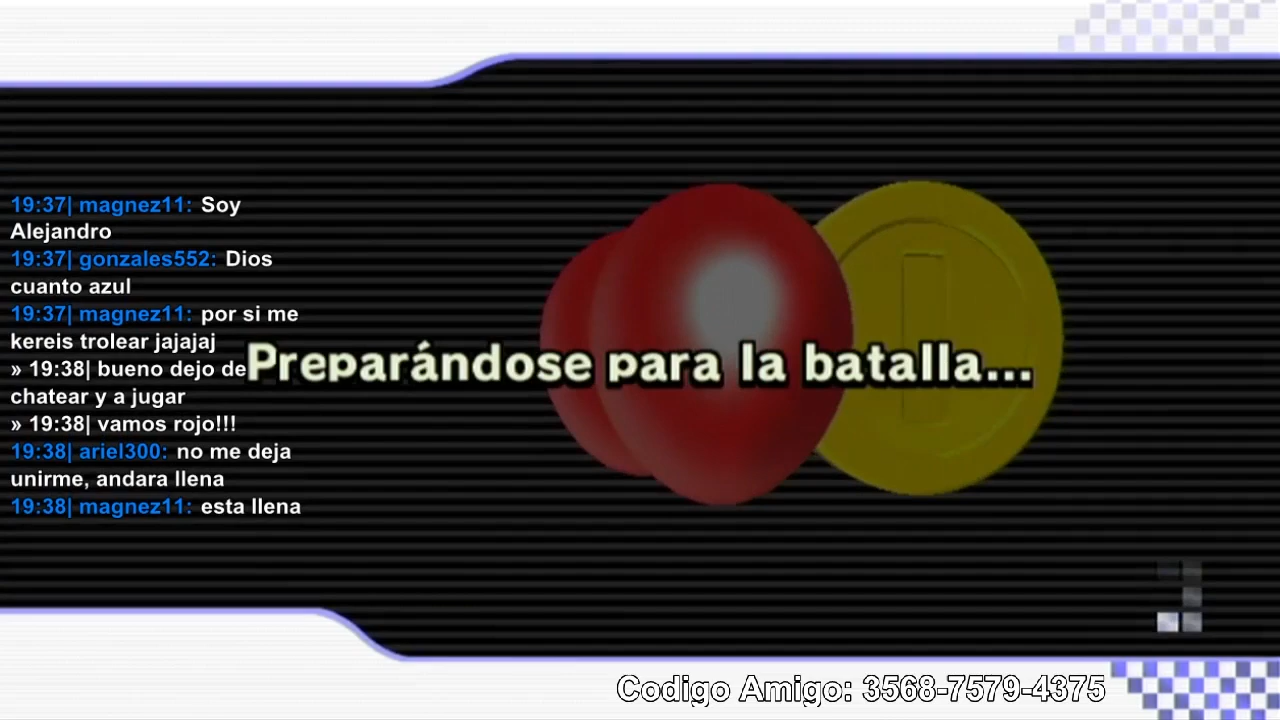 19:37| magnez11: Soy
Alejandro
19:37| gonzales552: Dios
cuanto azul
19:37| magnez11: por si me
kereis trolear jajajaj
» 19:38| bueno dejo de
chatear y a jugar
» 19:38| vamos rojo!!!
19:38| ariel300: no me deja
unirme, andara llena
19:38| magnez11: esta llena
Preparándose para la batalla...
Codigo Amigo: 3568-7579-4375